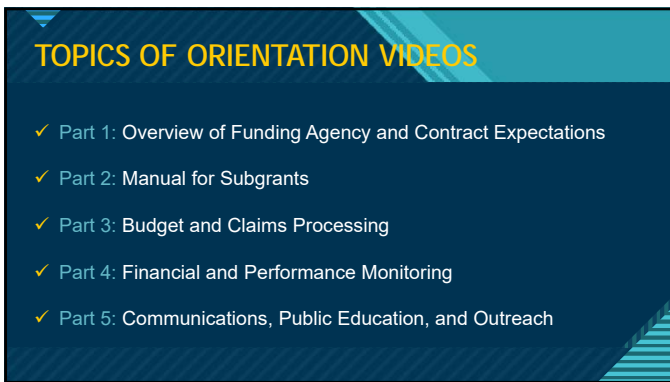 TOPICS OF ORIENTATION VIDEOS
✓ Part 1: Overview of Funding Agency and Contract Expectations
✓ Part 2: Manual for Subgrants
✓ Part 3: Budget and Claims Processing
✓ Part 4: Financial and Performance Monitoring
✓ Part 5: Communications, Public Education, and Outreach